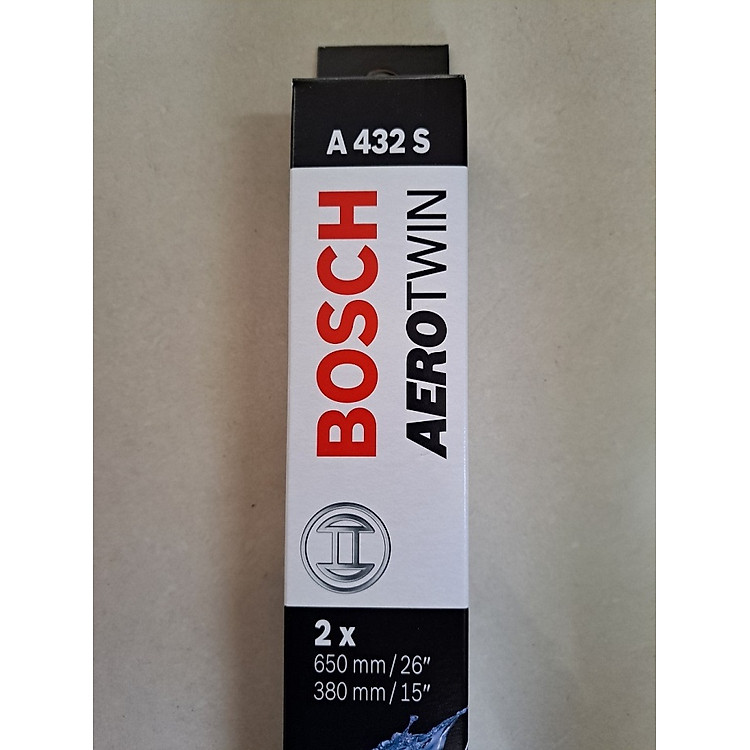 A 432 S
BOSCH
AEROTWIN
2 x
650 mm/26″
380 mm/15″